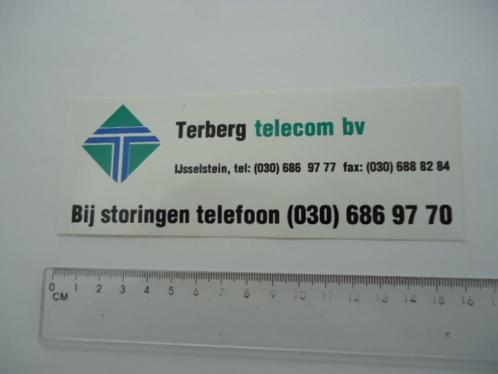 Terberg telecom bv
IJsselstein, tel: (030) 686 97 77 fax: (030) 688 82 84
Bij storingen telefoon (030) 686 97 70
0 1 2 3 4 5 6 7 8 9 10 11 12 13 14 15 16
CM